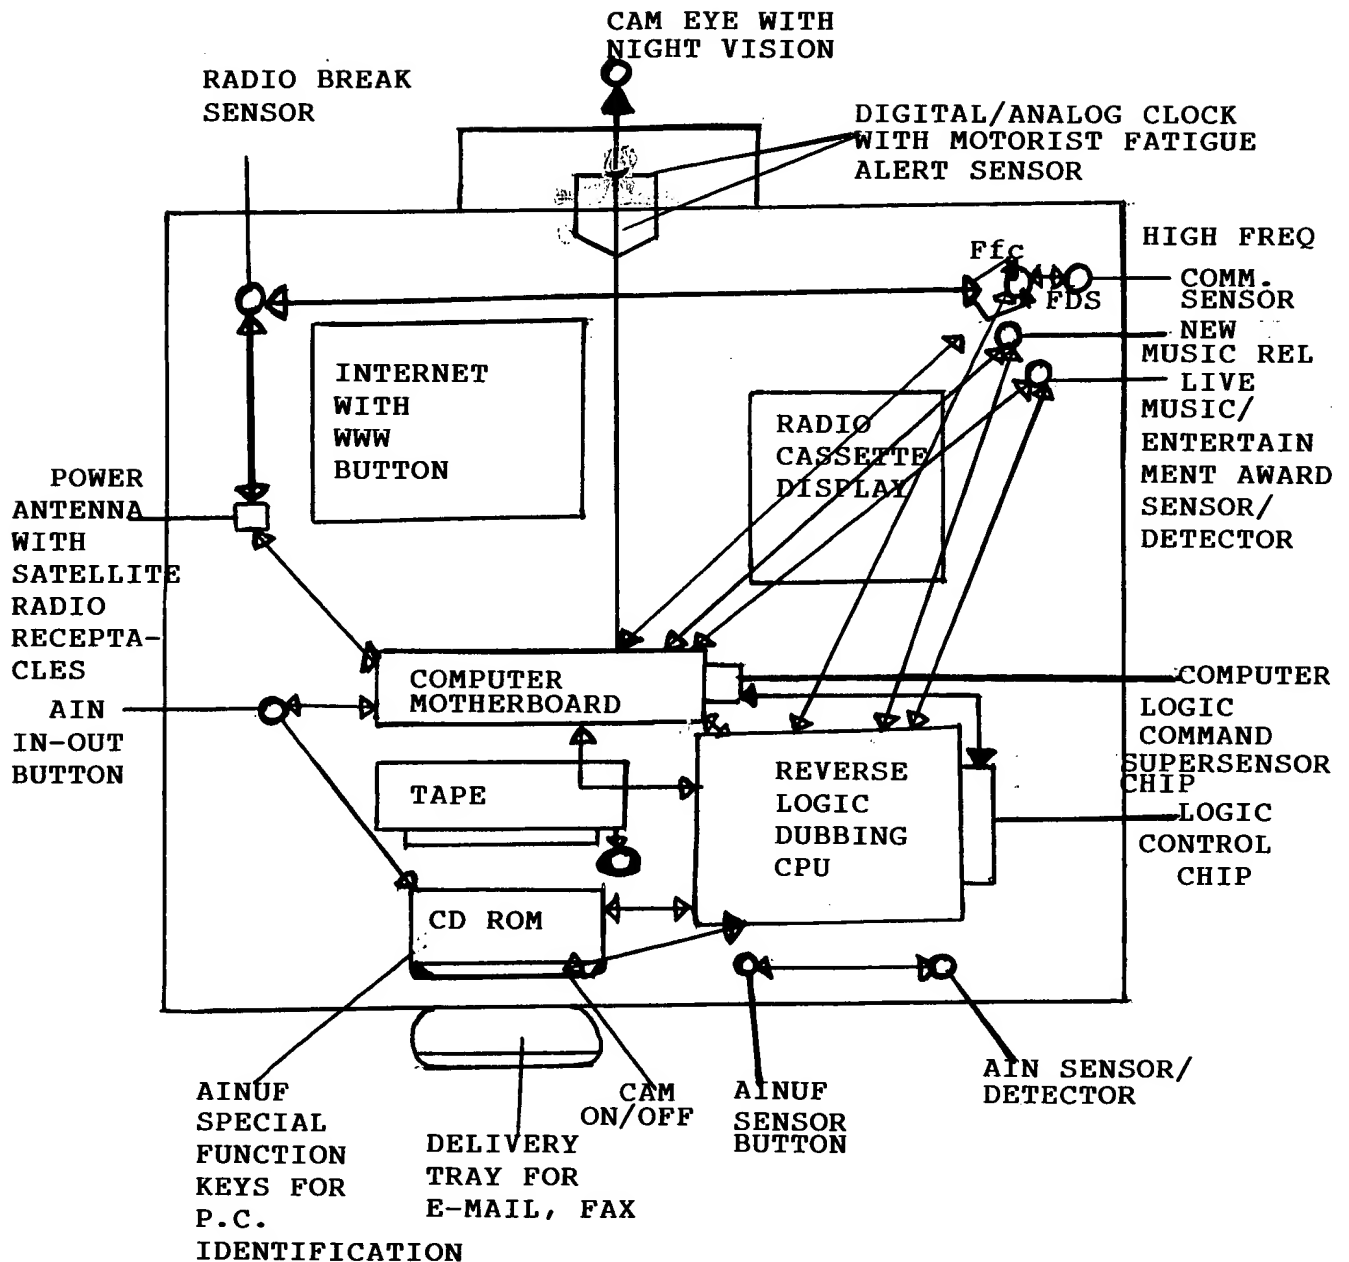 CAM EYE WITH
NIGHT VISION
RADIO BREAK
SENSOR
DIGITAL/ANALOG CLOCK
WITH MOTORIST FATIGUE
ALERT SENSOR
HIGH FREQ
COMM.
SENSOR
Ffc
FDS
NEW
MUSIC REL
LIVE
MUSIC/
ENTERTAIN
MENT AWARD
SENSOR/
DETECTOR
INTERNET
WITH
WWW
BUTTON
RADIO
CASSETTE
DISPLAY
POWER
ANTENNA
WITH
SATELLITE
RADIO
RECEPTA-
CLES
AIN
IN-OUT
BUTTON
COMPUTER
MOTHERBOARD
COMPUTER
LOGIC
COMMAND
SUPERSENSOR
CHIP
LOGIC
CONTROL
CHIP
TAPE
REVERSE
LOGIC
DUBBING
CPU
CD ROM
AINUF
SPECIAL
FUNCTION
KEYS FOR
P.C.
IDENTIFICATION
DELIVERY
TRAY FOR
E-MAIL, FAX
CAM
ON/OFF
AINUF
SENSOR
BUTTON
AIN SENSOR/
DETECTOR